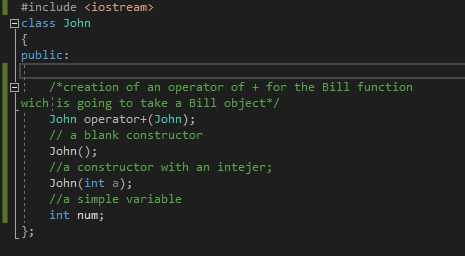 #include <iostream>
class John
{
public:
/*creation of an operator of + for the Bill function
wich is going to take a Bill object*/
John operator+(John);
// a blank constructor
John();
//a constructor with an intejer;
John(int a);
//a simple variable
int num;
};